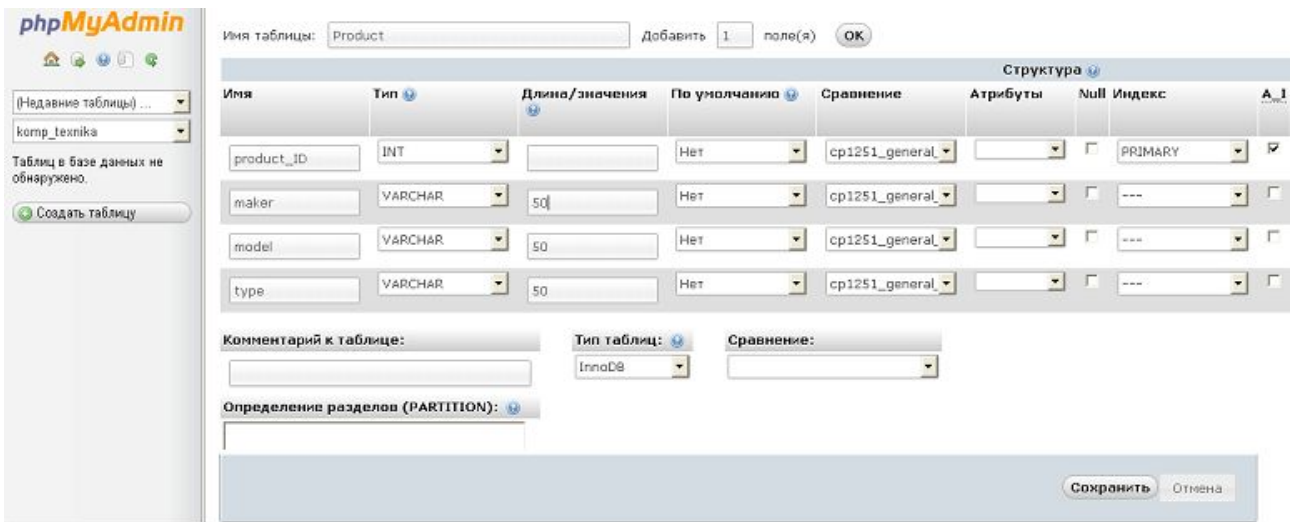 phpMyAdmin
(Недавние таблицы) ...
komp_texnika
Таблиц в базе данных не
обнаружено.
Создать таблицу
Имя таблицы: Product Добавить 1 поле(я) OK
Структура
Имя Тип Длина/значения По умолчанию Сравнение Атрибуты Null Индекс A_I
product_ID INT Нет cp1251_general_ PRIMARY
maker VARCHAR 50 Нет cp1251_general_ ---
model VARCHAR 50 Нет cp1251_general_ ---
type VARCHAR 50 Нет cp1251_general_ ---
Комментарий к таблице: Тип таблиц: Сравнение:
InnoDB
Определение разделов (PARTITION):
Сохранить Отмена